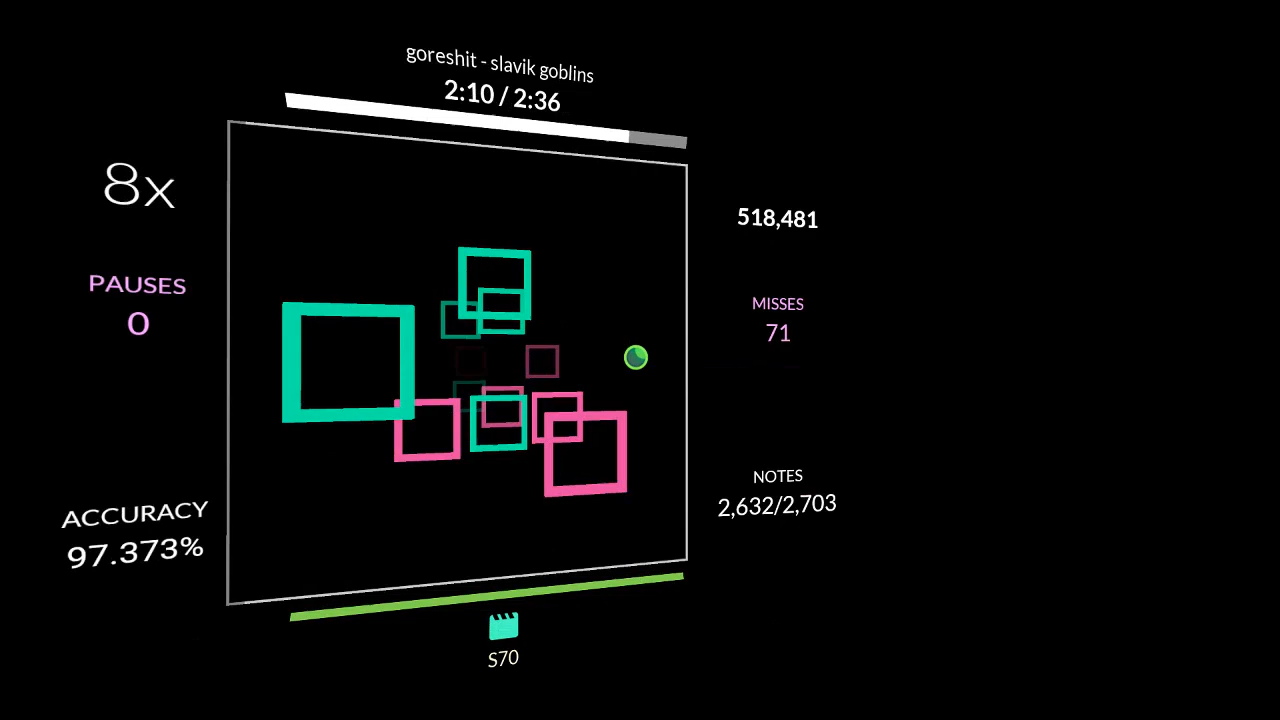 goreshit - slavik goblins
2:10 / 2:36
8x
PAUSES
0
ACCURACY
97.373%
518,481
MISSES
71
NOTES
2,632/2,703
S70